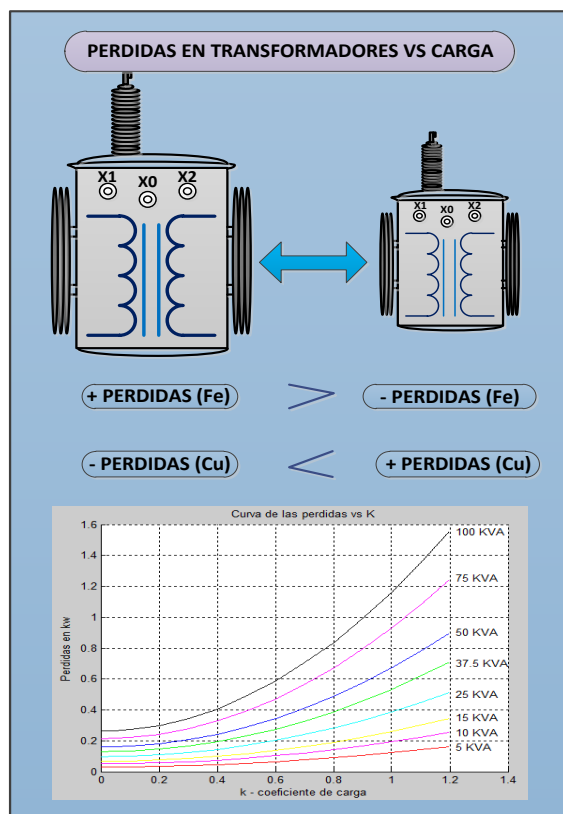 PERDIDAS EN TRANSFORMADORES VS CARGA
X1 X0 X2
X1 X0 X2
+ PERDIDAS (Fe) > - PERDIDAS (Fe)
- PERDIDAS (Cu) < + PERDIDAS (Cu)
Curva de las perdidas vs K
Perdidas en kw
1.6
1.4
1.2
1
0.8
0.6
0.4
0.2
0
100 KVA
75 KVA
50 KVA
37.5 KVA
25 KVA
15 KVA
10 KVA
5 KVA
0 0.2 0.4 0.6 0.8 1 1.2 1.4
k - coeficiente de carga